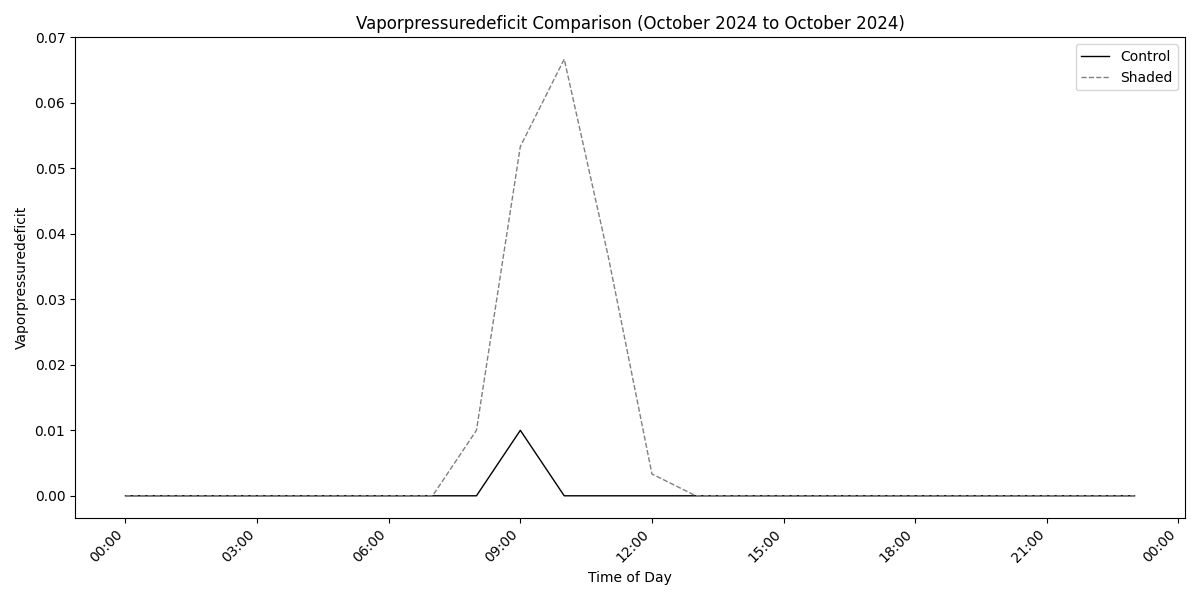 Vaporpressuredeficit Comparison (October 2024 to October 2024)
Control
Shaded
Vaporpressuredeficit
0.07
0.06
0.05
0.04
0.03
0.02
0.01
0.00
00:00 03:00 06:00 09:00 12:00 15:00 18:00 21:00 00:00
Time of Day